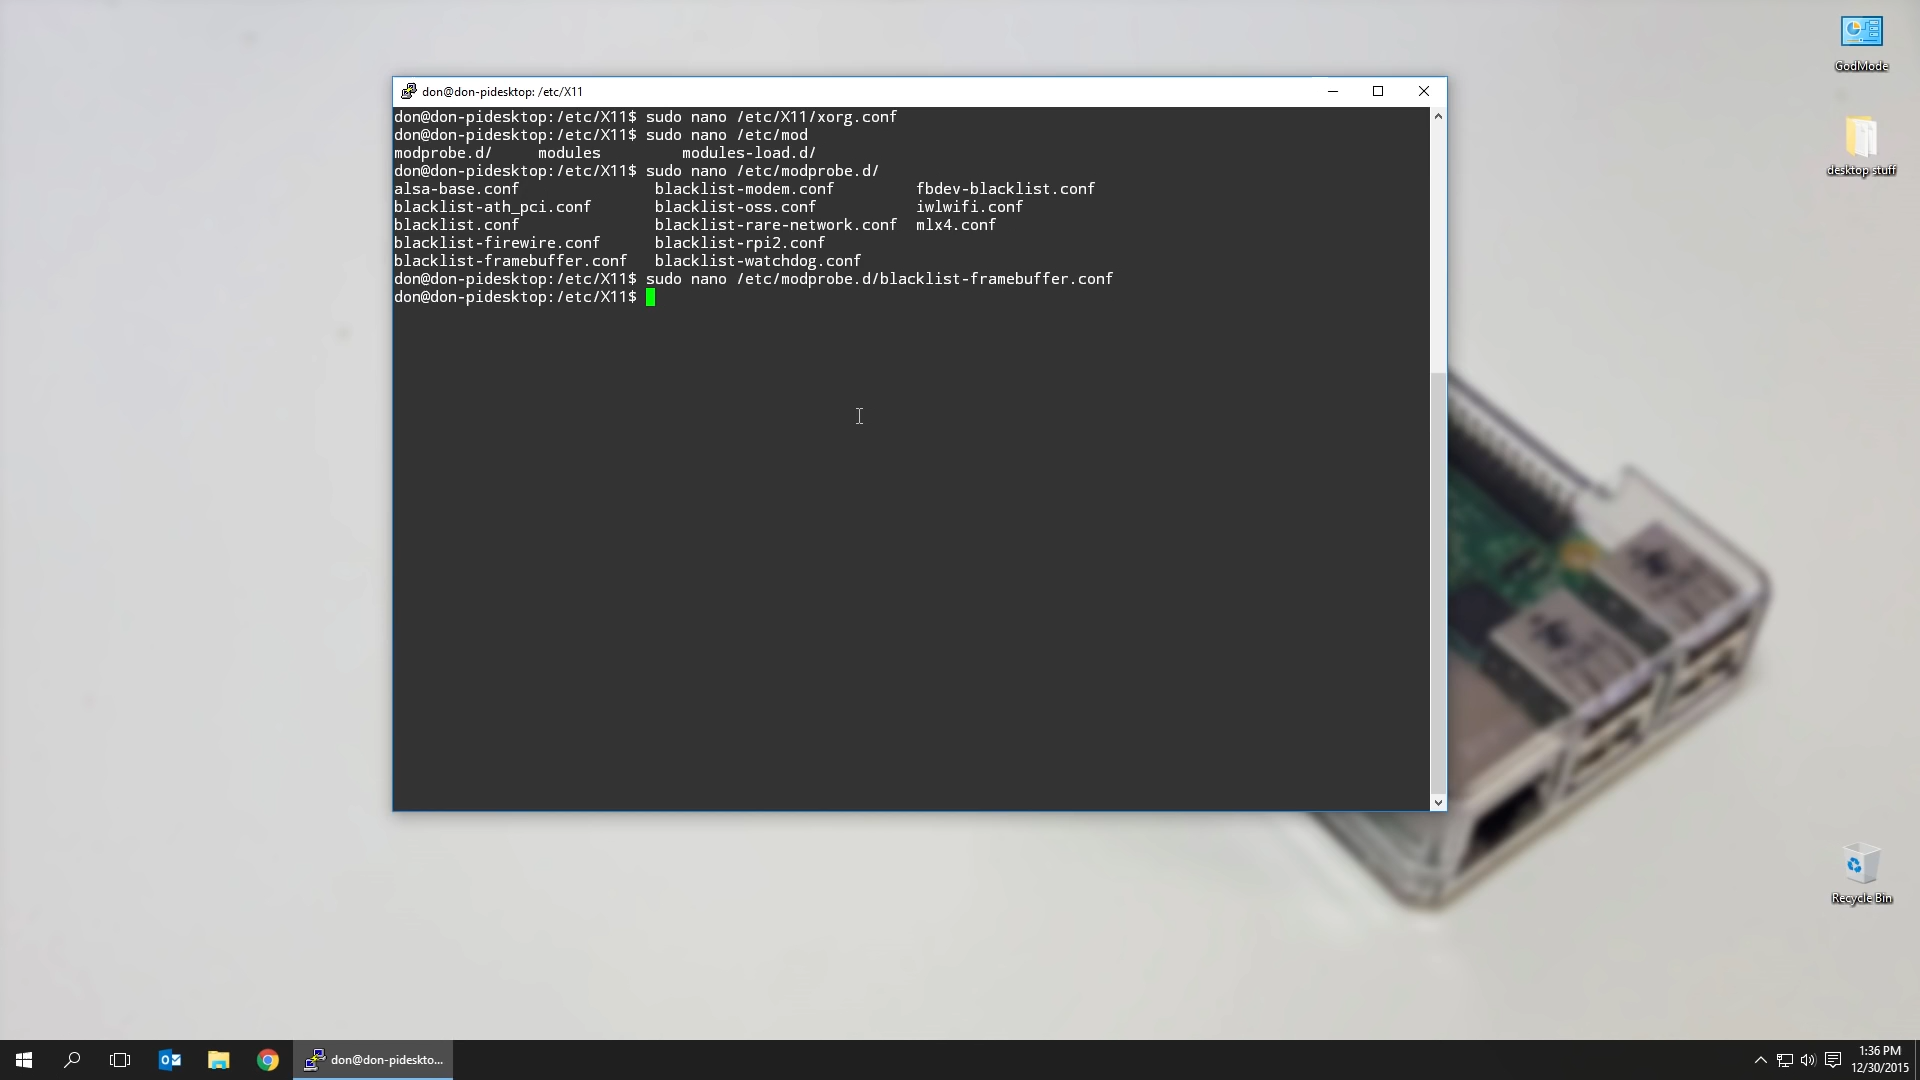 GodMode
desktop stuff
don@don-pidesktop: /etc/X11
don@don-pidesktop:/etc/X11$ sudo nano /etc/X11/xorg.conf
don@don-pidesktop:/etc/X11$ sudo nano /etc/mod
modprobe.d/     modules         modules-load.d/
don@don-pidesktop:/etc/X11$ sudo nano /etc/modprobe.d/
alsa-base.conf               blacklist-modem.conf         fbdev-blacklist.conf
blacklist-ath_pci.conf       blacklist-oss.conf           iwlwifi.conf
blacklist.conf               blacklist-rare-network.conf  mlx4.conf
blacklist-firewire.conf      blacklist-rpi2.conf
blacklist-framebuffer.conf   blacklist-watchdog.conf
don@don-pidesktop:/etc/X11$ sudo nano /etc/modprobe.d/blacklist-framebuffer.conf
don@don-pidesktop:/etc/X11$
Recycle Bin
don@don-pideskto...
1:36 PM
12/30/2015